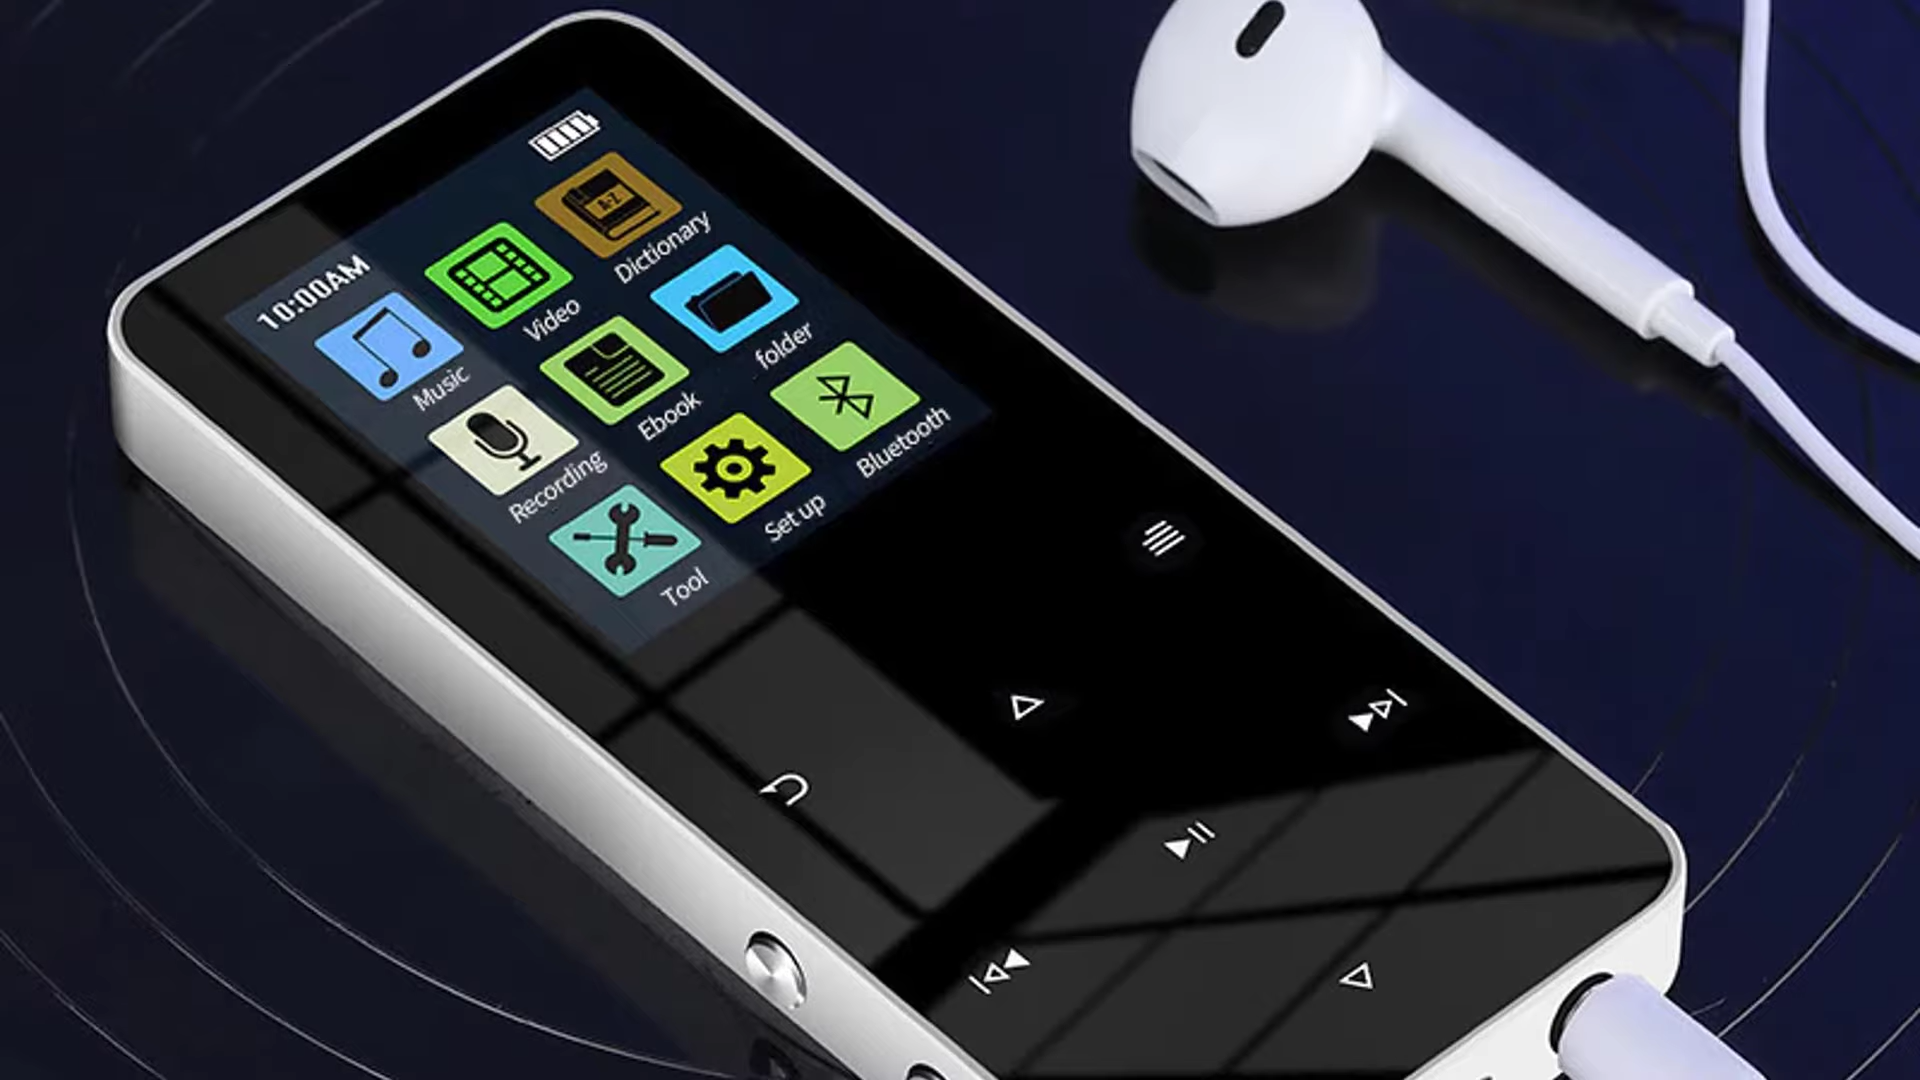 10:00AM
Music
Video
A-Z
Dictionary
Recording
Ebook
folder
Tool
Set up
Bluetooth